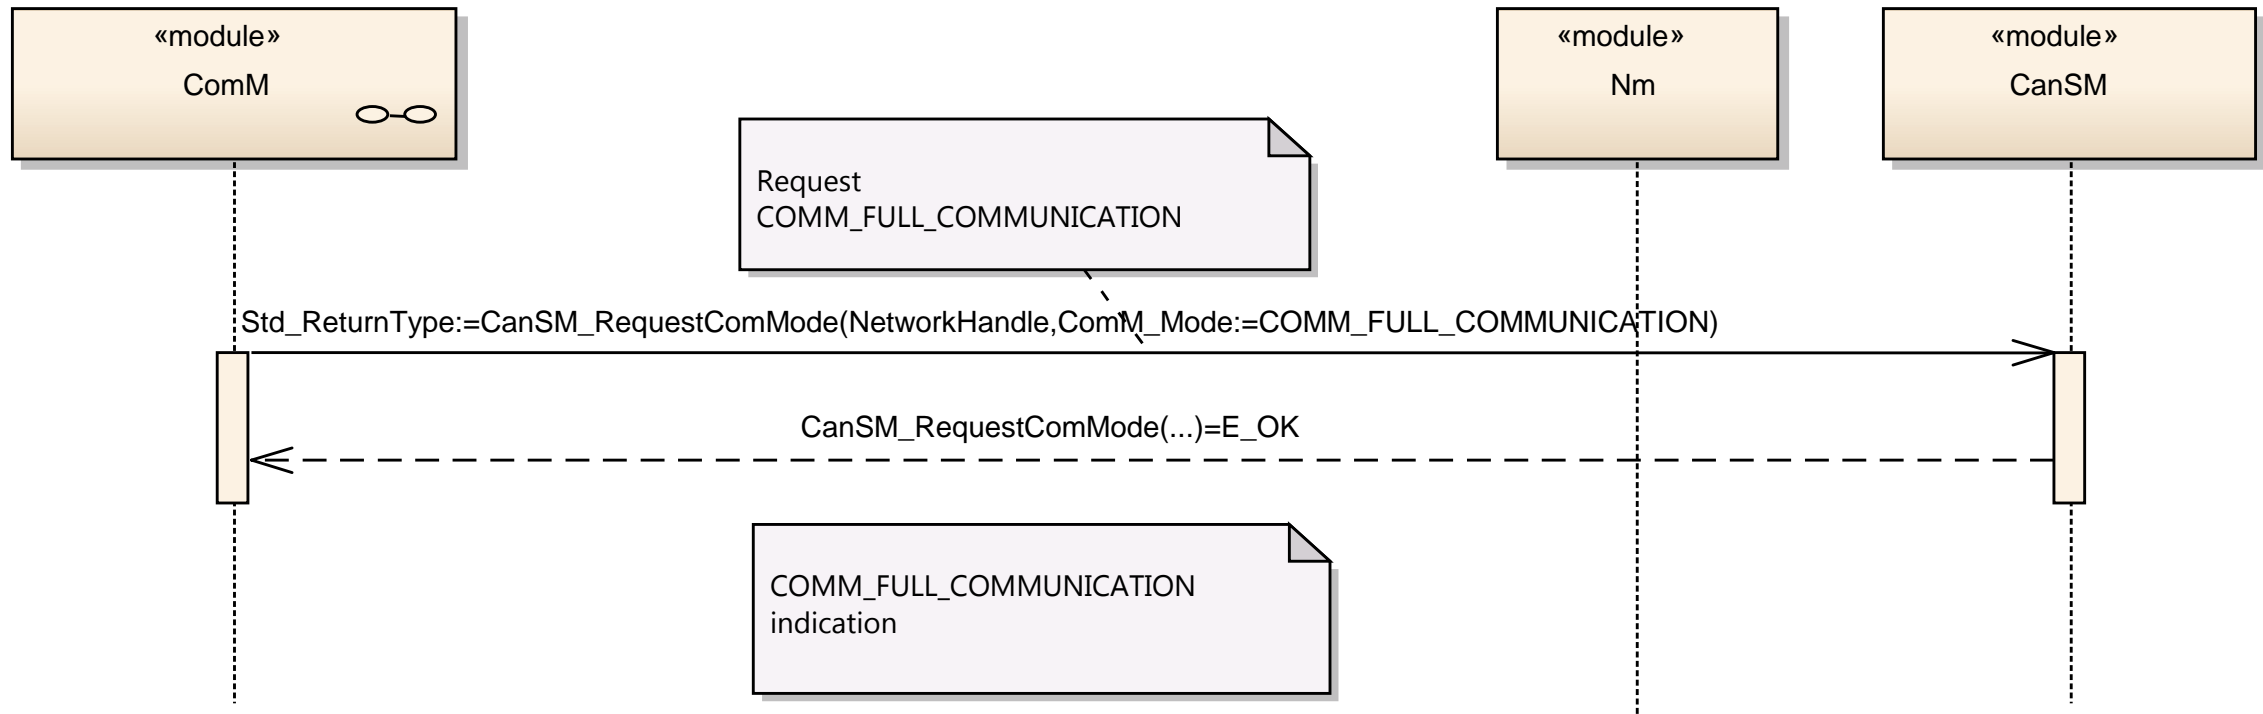 «module»
ComM
«module»
Nm
«module»
CanSM
Request
COMM_FULL_COMMUNICATION
Std_ReturnType:=CanSM_RequestComMode(NetworkHandle,ComM_Mode:=COMM_FULL_COMMUNICATION)
CanSM_RequestComMode(...)=E_OK
COMM_FULL_COMMUNICATION
indication